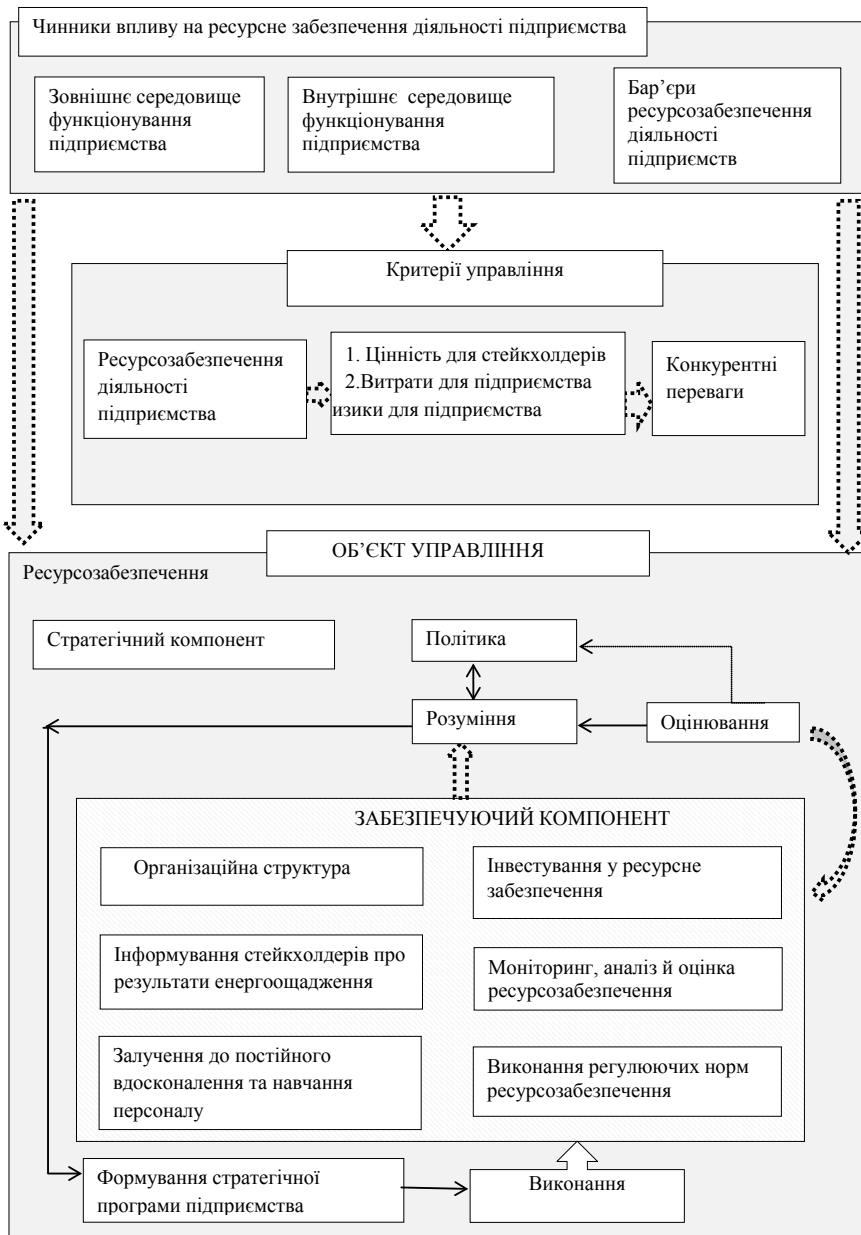 Чинники впливу на ресурсне забезпечення діяльності підприємства
Зовнішнє середовище
функціонування
підприємства
Внутрішнє середовище
функціонування
підприємства
Бар’єри
ресурсозабезпечення
діяльності
підприємств
Критерії управління
Ресурсозабезпечення
діяльності
підприємства
1. Цінність для стейкхолдерів
2.Витрати для підприємства
изики для підприємства
Конкурентні
переваги
ОБ’ЄКТ УПРАВЛІННЯ
Ресурсозабезпечення
Стратегічний компонент
Політика
Розуміння
Оцінювання
ЗАБЕЗПЕЧУЮЧИЙ КОМПОНЕНТ
Організаційна структура
Інвестування у ресурсне
забезпечення
Інформування стейкхолдерів про
результати енергоощадження
Моніторинг, аналіз й оцінка
ресурсозабезпечення
Залучення до постійного
вдосконалення та навчання
персоналу
Виконання регулюючих норм
ресурсозабезпечення
Формування стратегічної
програми підприємства
Виконання